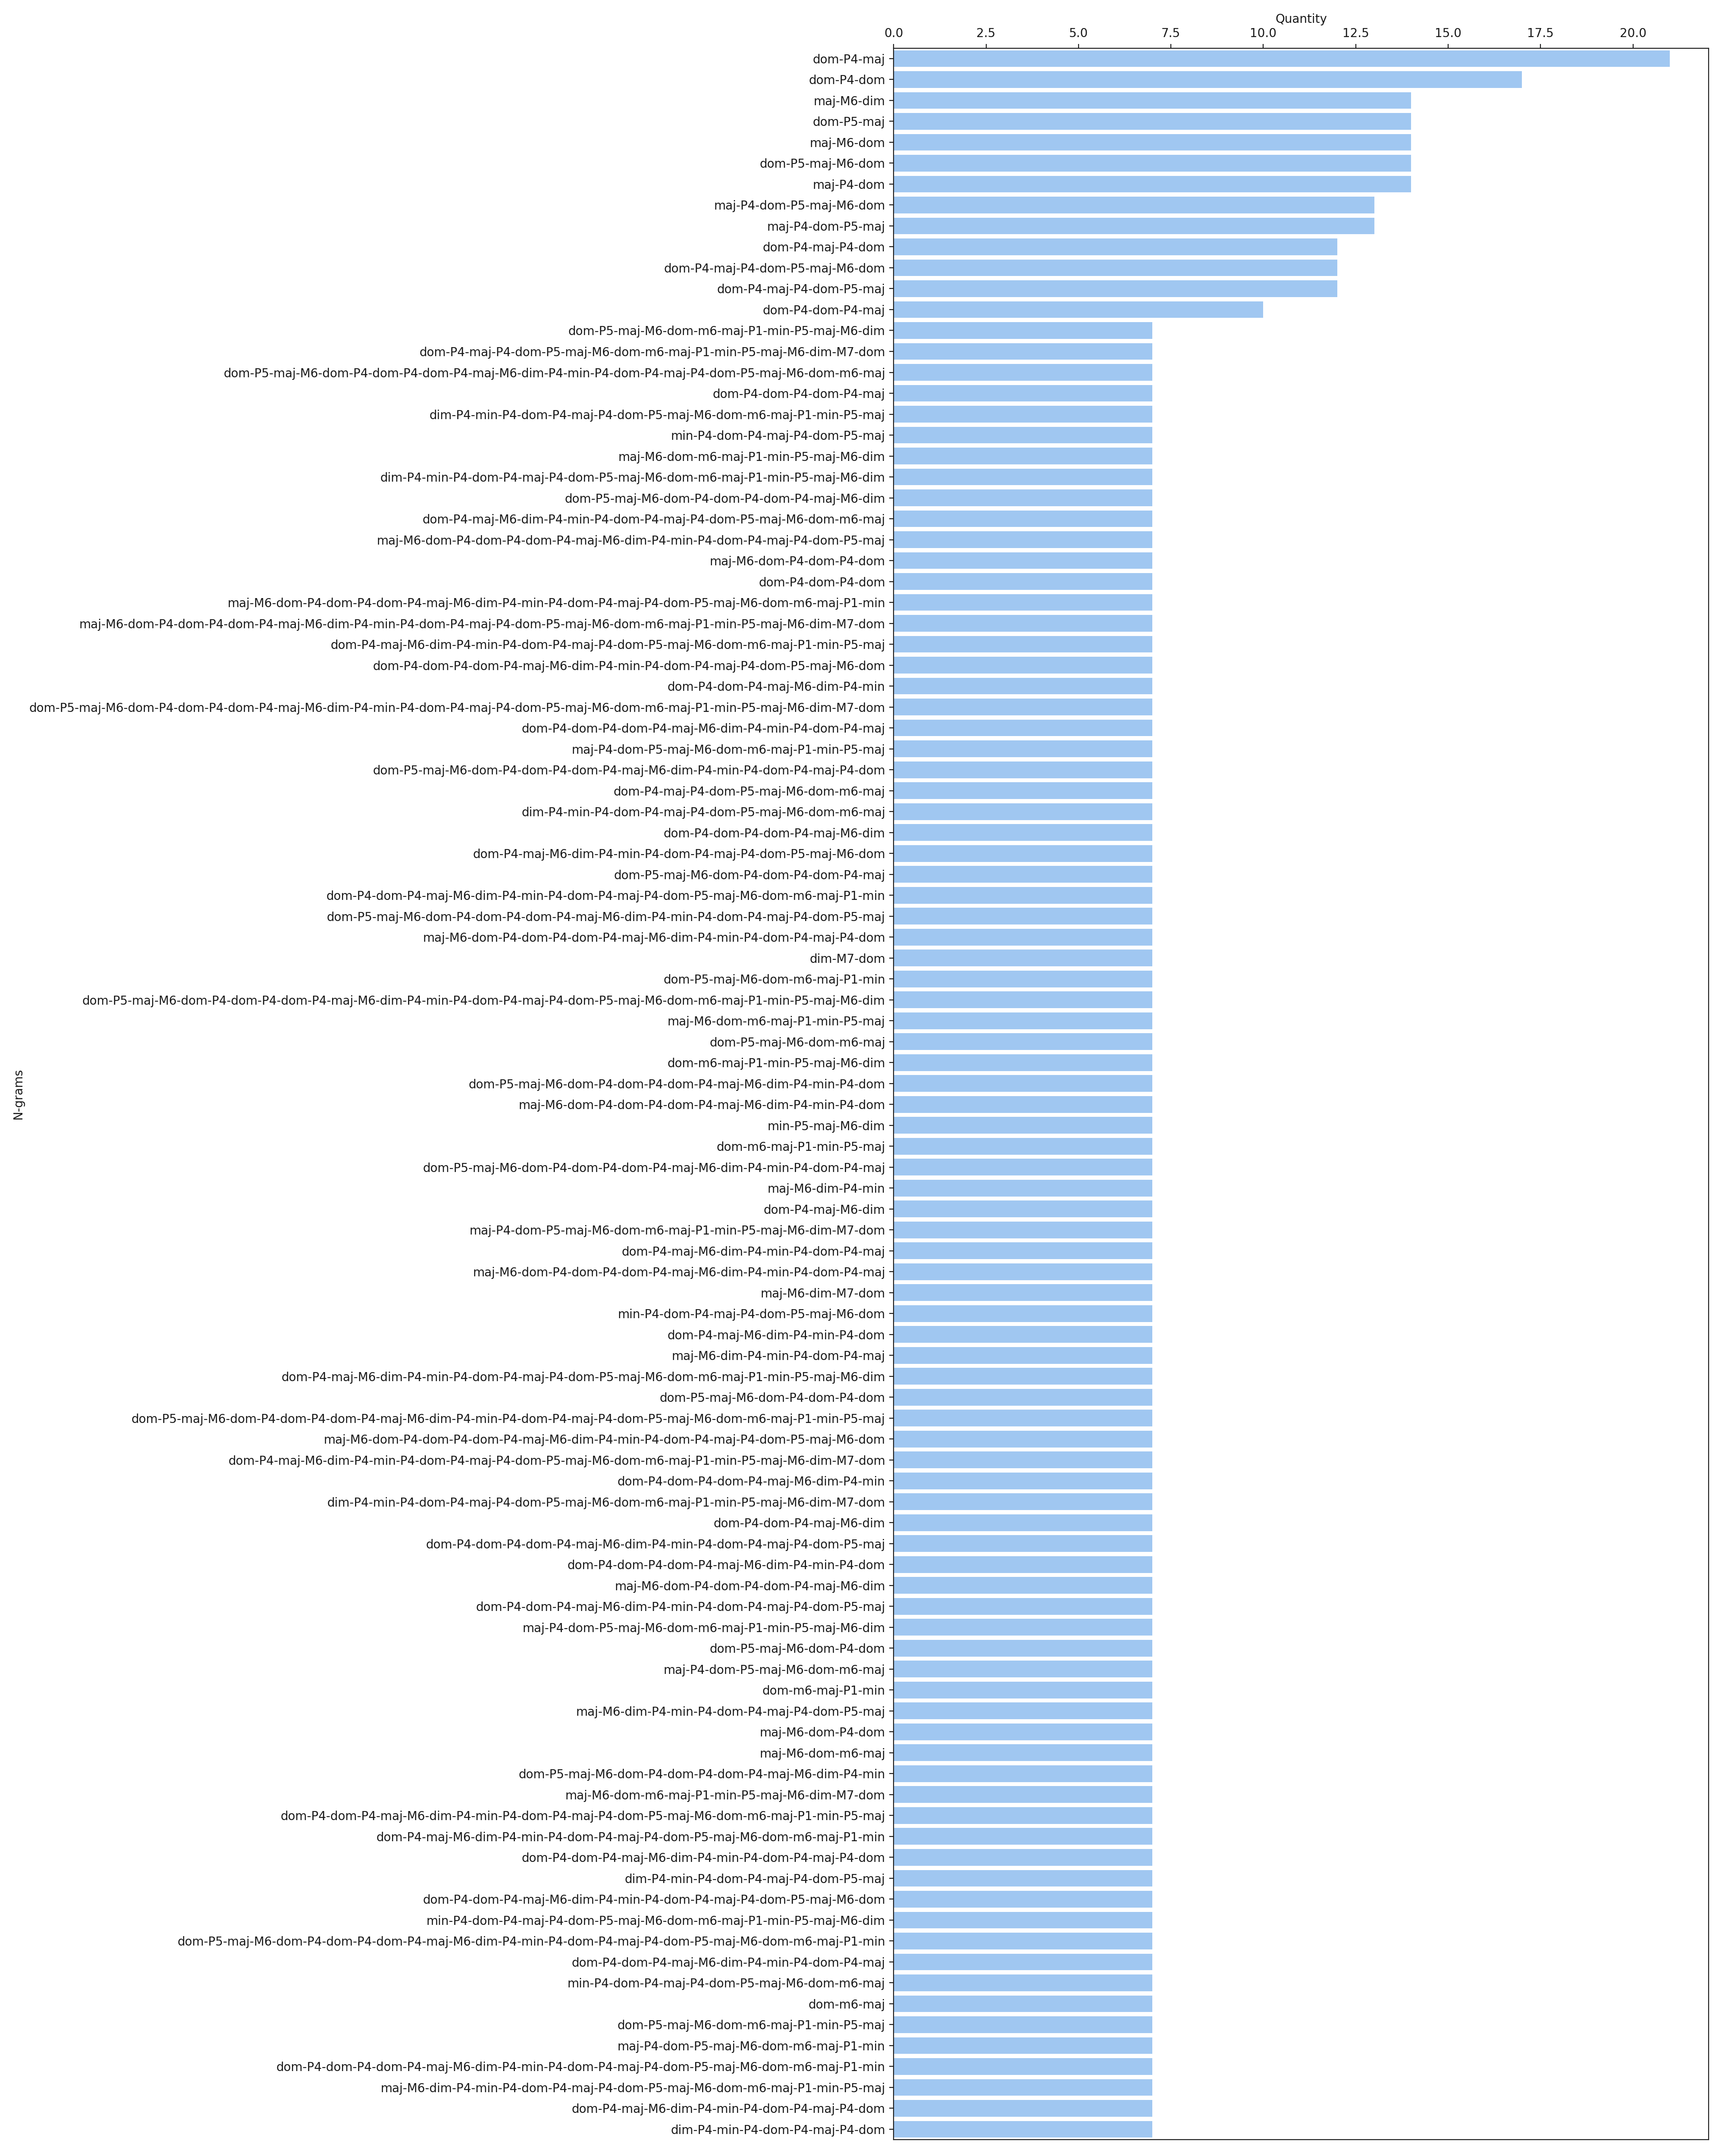 Quantity
0.0 2.5 5.0 7.5 10.0 12.5 15.0 17.5 20.0
dom-P4-maj
dom-P4-dom
maj-M6-dim
dom-P5-maj
maj-M6-dom
dom-P5-maj-M6-dom
maj-P4-dom
maj-P4-dom-P5-maj-M6-dom
maj-P4-dom-P5-maj
dom-P4-maj-P4-dom
dom-P4-maj-P4-dom-P5-maj-M6-dom
dom-P4-maj-P4-dom-P5-maj
dom-P4-dom-P4-maj
dom-P5-maj-M6-dom-m6-maj-P1-min-P5-maj-M6-dim
dom-P4-maj-P4-dom-P5-maj-M6-dom-m6-maj-P1-min-P5-maj-M6-dim-M7-dom
dom-P5-maj-M6-dom-P4-dom-P4-dom-P4-maj-M6-dim-P4-min-P4-dom-P4-maj-P4-dom-P5-maj-M6-dom-m6-maj
dom-P4-dom-P4-dom-P4-maj
dim-P4-min-P4-dom-P4-maj-P4-dom-P5-maj-M6-dom-m6-maj-P1-min-P5-maj
min-P4-dom-P4-maj-P4-dom-P5-maj
maj-M6-dom-m6-maj-P1-min-P5-maj-M6-dim
dim-P4-min-P4-dom-P4-maj-P4-dom-P5-maj-M6-dom-m6-maj-P1-min-P5-maj-M6-dim
dom-P5-maj-M6-dom-P4-dom-P4-dom-P4-maj-M6-dim
dom-P4-maj-M6-dim-P4-min-P4-dom-P4-maj-P4-dom-P5-maj-M6-dom-m6-maj
maj-M6-dom-P4-dom-P4-dom-P4-maj-M6-dim-P4-min-P4-dom-P4-maj-P4-dom-P5-maj
maj-M6-dom-P4-dom-P4-dom
dom-P4-dom-P4-dom
maj-M6-dom-P4-dom-P4-dom-P4-maj-M6-dim-P4-min-P4-dom-P4-maj-P4-dom-P5-maj-M6-dom-m6-maj-P1-min
maj-M6-dom-P4-dom-P4-dom-P4-maj-M6-dim-P4-min-P4-dom-P4-maj-P4-dom-P5-maj-M6-dom-m6-maj-P1-min-P5-maj-M6-dim-M7-dom
dom-P4-maj-M6-dim-P4-min-P4-dom-P4-maj-P4-dom-P5-maj-M6-dom-m6-maj-P1-min-P5-maj
dom-P4-dom-P4-dom-P4-maj-M6-dim-P4-min-P4-dom-P4-maj-P4-dom-P5-maj-M6-dom
dom-P4-dom-P4-maj-M6-dim-P4-min
dom-P5-maj-M6-dom-P4-dom-P4-dom-P4-maj-M6-dim-P4-min-P4-dom-P4-maj-P4-dom-P5-maj-M6-dom-m6-maj-P1-min-P5-maj-M6-dim-M7-dom
dom-P4-dom-P4-dom-P4-maj-M6-dim-P4-min-P4-dom-P4-maj
maj-P4-dom-P5-maj-M6-dom-m6-maj-P1-min-P5-maj
dom-P5-maj-M6-dom-P4-dom-P4-dom-P4-maj-M6-dim-P4-min-P4-dom-P4-maj-P4-dom
dom-P4-maj-P4-dom-P5-maj-M6-dom-m6-maj
dim-P4-min-P4-dom-P4-maj-P4-dom-P5-maj-M6-dom-m6-maj
dom-P4-dom-P4-dom-P4-maj-M6-dim
dom-P4-maj-M6-dim-P4-min-P4-dom-P4-maj-P4-dom-P5-maj-M6-dom
dom-P5-maj-M6-dom-P4-dom-P4-dom-P4-maj
dom-P4-dom-P4-maj-M6-dim-P4-min-P4-dom-P4-maj-P4-dom-P5-maj-M6-dom-m6-maj-P1-min
dom-P5-maj-M6-dom-P4-dom-P4-dom-P4-maj-M6-dim-P4-min-P4-dom-P4-maj-P4-dom-P5-maj
maj-M6-dom-P4-dom-P4-dom-P4-maj-M6-dim-P4-min-P4-dom-P4-maj-P4-dom
dim-M7-dom
dom-P5-maj-M6-dom-m6-maj-P1-min
dom-P5-maj-M6-dom-P4-dom-P4-dom-P4-maj-M6-dim-P4-min-P4-dom-P4-maj-P4-dom-P5-maj-M6-dom-m6-maj-P1-min-P5-maj-M6-dim
maj-M6-dom-m6-maj-P1-min-P5-maj
dom-P5-maj-M6-dom-m6-maj
dom-m6-maj-P1-min-P5-maj-M6-dim
N-grams
dom-P5-maj-M6-dom-P4-dom-P4-dom-P4-maj-M6-dim-P4-min-P4-dom
maj-M6-dom-P4-dom-P4-dom-P4-maj-M6-dim-P4-min-P4-dom
min-P5-maj-M6-dim
dom-m6-maj-P1-min-P5-maj
dom-P5-maj-M6-dom-P4-dom-P4-dom-P4-maj-M6-dim-P4-min-P4-dom-P4-maj
maj-M6-dim-P4-min
dom-P4-maj-M6-dim
maj-P4-dom-P5-maj-M6-dom-m6-maj-P1-min-P5-maj-M6-dim-M7-dom
dom-P4-maj-M6-dim-P4-min-P4-dom-P4-maj
maj-M6-dom-P4-dom-P4-dom-P4-maj-M6-dim-P4-min-P4-dom-P4-maj
maj-M6-dim-M7-dom
min-P4-dom-P4-maj-P4-dom-P5-maj-M6-dom
dom-P4-maj-M6-dim-P4-min-P4-dom
maj-M6-dim-P4-min-P4-dom-P4-maj
dom-P4-maj-M6-dim-P4-min-P4-dom-P4-maj-P4-dom-P5-maj-M6-dom-m6-maj-P1-min-P5-maj-M6-dim
dom-P5-maj-M6-dom-P4-dom-P4-dom
dom-P5-maj-M6-dom-P4-dom-P4-dom-P4-maj-M6-dim-P4-min-P4-dom-P4-maj-P4-dom-P5-maj-M6-dom-m6-maj-P1-min-P5-maj
maj-M6-dom-P4-dom-P4-dom-P4-maj-M6-dim-P4-min-P4-dom-P4-maj-P4-dom-P5-maj-M6-dom
dom-P4-maj-M6-dim-P4-min-P4-dom-P4-maj-P4-dom-P5-maj-M6-dom-m6-maj-P1-min-P5-maj-M6-dim-M7-dom
dom-P4-dom-P4-dom-P4-maj-M6-dim-P4-min
dim-P4-min-P4-dom-P4-maj-P4-dom-P5-maj-M6-dom-m6-maj-P1-min-P5-maj-M6-dim-M7-dom
dom-P4-dom-P4-maj-M6-dim
dom-P4-dom-P4-dom-P4-maj-M6-dim-P4-min-P4-dom-P4-maj-P4-dom-P5-maj
dom-P4-dom-P4-dom-P4-maj-M6-dim-P4-min-P4-dom
maj-M6-dom-P4-dom-P4-dom-P4-maj-M6-dim
dom-P4-dom-P4-maj-M6-dim-P4-min-P4-dom-P4-maj-P4-dom-P5-maj
maj-P4-dom-P5-maj-M6-dom-m6-maj-P1-min-P5-maj-M6-dim
dom-P5-maj-M6-dom-P4-dom
maj-P4-dom-P5-maj-M6-dom-m6-maj
dom-m6-maj-P1-min
maj-M6-dim-P4-min-P4-dom-P4-maj-P4-dom-P5-maj
maj-M6-dom-P4-dom
maj-M6-dom-m6-maj
dom-P5-maj-M6-dom-P4-dom-P4-dom-P4-maj-M6-dim-P4-min
maj-M6-dom-m6-maj-P1-min-P5-maj-M6-dim-M7-dom
dom-P4-dom-P4-maj-M6-dim-P4-min-P4-dom-P4-maj-P4-dom-P5-maj-M6-dom-m6-maj-P1-min-P5-maj
dom-P4-maj-M6-dim-P4-min-P4-dom-P4-maj-P4-dom-P5-maj-M6-dom-m6-maj-P1-min
dom-P4-dom-P4-maj-M6-dim-P4-min-P4-dom-P4-maj-P4-dom
dim-P4-min-P4-dom-P4-maj-P4-dom-P5-maj
dom-P4-dom-P4-maj-M6-dim-P4-min-P4-dom-P4-maj-P4-dom-P5-maj-M6-dom
min-P4-dom-P4-maj-P4-dom-P5-maj-M6-dom-m6-maj-P1-min-P5-maj-M6-dim
dom-P5-maj-M6-dom-P4-dom-P4-dom-P4-maj-M6-dim-P4-min-P4-dom-P4-maj-P4-dom-P5-maj-M6-dom-m6-maj-P1-min
dom-P4-dom-P4-maj-M6-dim-P4-min-P4-dom-P4-maj
min-P4-dom-P4-maj-P4-dom-P5-maj-M6-dom-m6-maj
dom-m6-maj
dom-P5-maj-M6-dom-m6-maj-P1-min-P5-maj
maj-P4-dom-P5-maj-M6-dom-m6-maj-P1-min
dom-P4-dom-P4-dom-P4-maj-M6-dim-P4-min-P4-dom-P4-maj-P4-dom-P5-maj-M6-dom-m6-maj-P1-min
maj-M6-dim-P4-min-P4-dom-P4-maj-P4-dom-P5-maj-M6-dom-m6-maj-P1-min-P5-maj
dom-P4-maj-M6-dim-P4-min-P4-dom-P4-maj-P4-dom
dim-P4-min-P4-dom-P4-maj-P4-dom